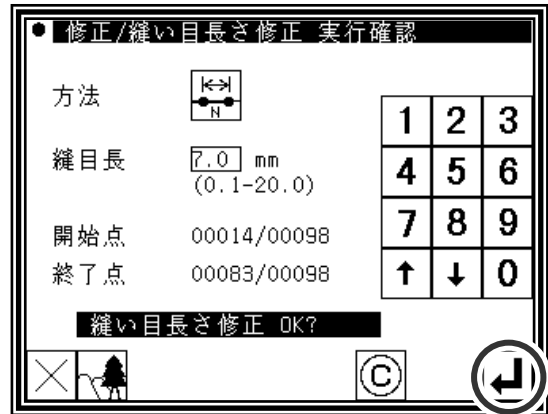 修正/縫い目長さ修正 実行確認
方法
N
縫目長 7.0 mm
(0.1-20.0)
開始点 00014/00098
終了点 00083/00098
縫い目長さ修正 OK?
1 2 3
4 5 6
7 8 9
↑ ↓ 0
C